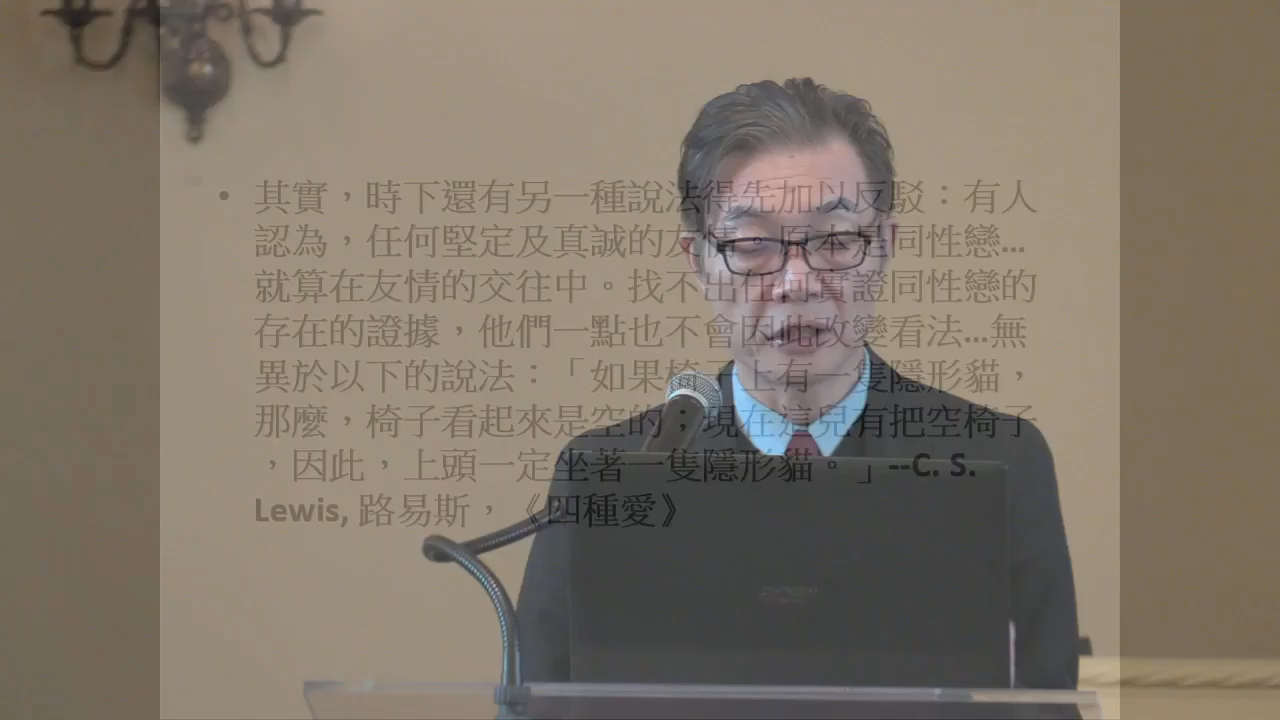 • 其實，時下還有另一種說法得先加以反駁：有人
認為，任何堅定及真誠的友情。原本是同性戀…
就算在友情的交往中。找不出任何實證同性戀的
存在的證據，他們一點也不會因此改變看法…無
異於以下的說法：「如果椅子上有一隻隱形貓，
那麼，椅子看起來是空的；現在這兒有把空椅子
，因此，上頭一定坐著一隻隱形貓。」--C. S.
Lewis, 路易斯，《四種愛》